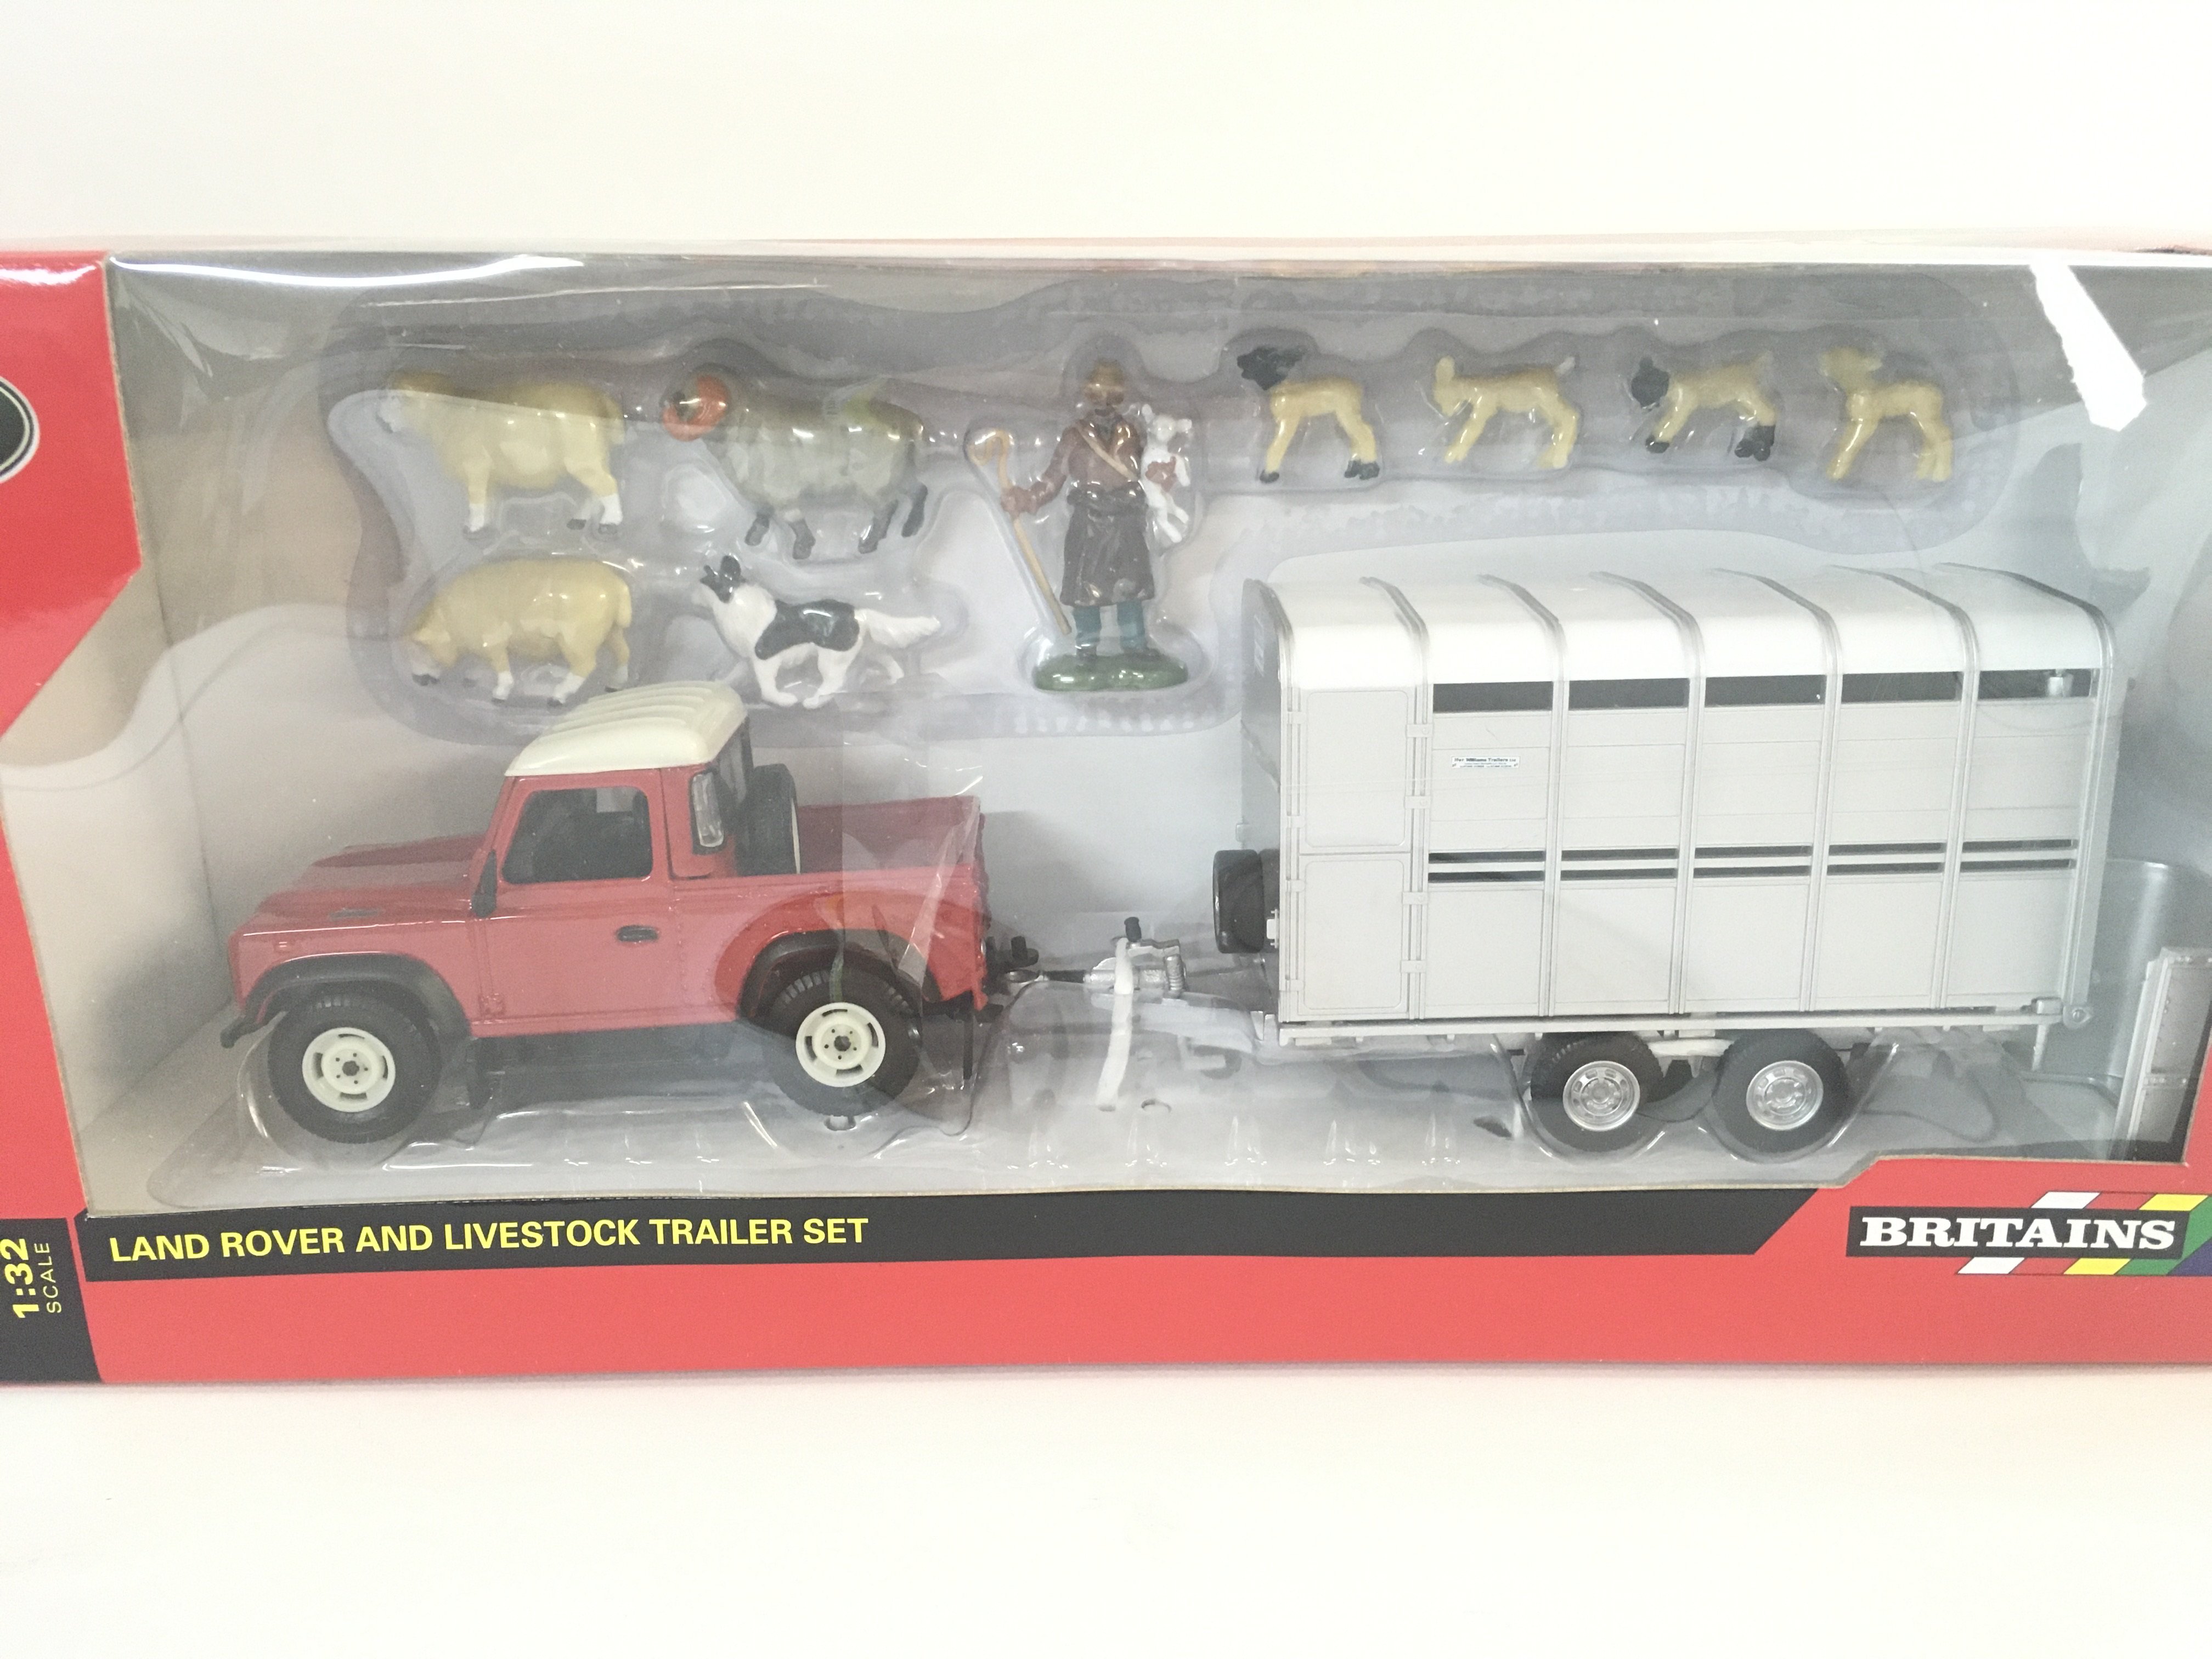 LAND ROVER AND LIVESTOCK TRAILER SET
BRITAINS
1:32
SCALE